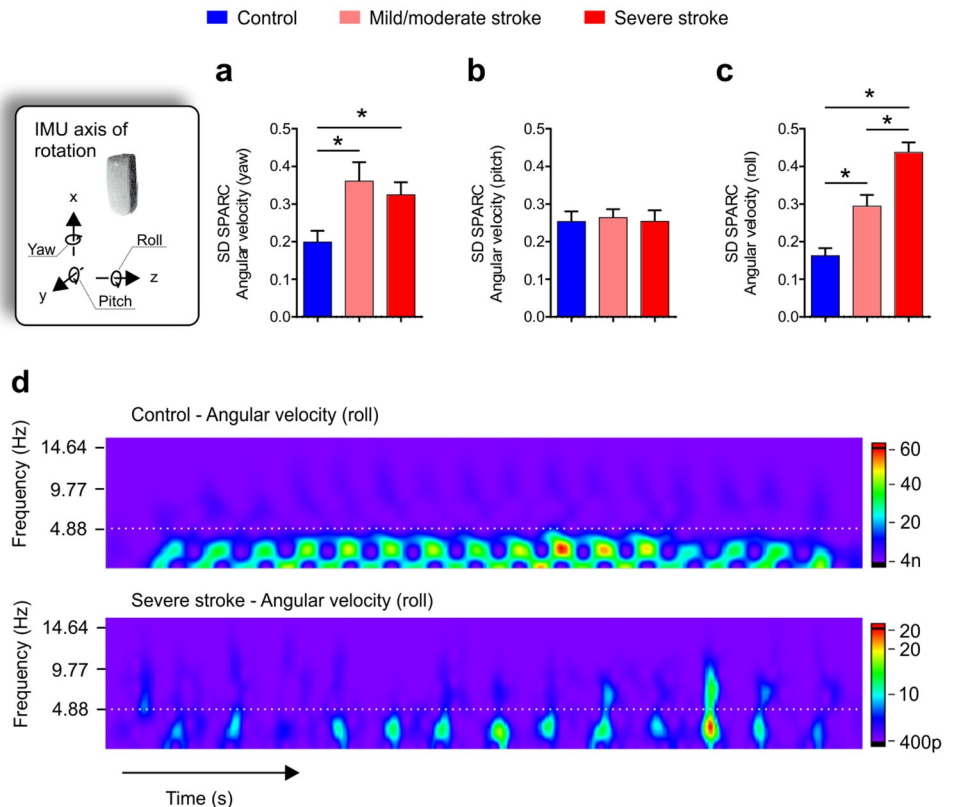 Control
Mild/moderate stroke
Severe stroke
a
b
c
IMU axis of
rotation
x
Yaw
Roll
y
z
Pitch
SD SPARC
Angular velocity (yaw)
0.5
0.4
0.3
0.2
0.1
0.0
*
*
SD SPARC
Angular velocity (pitch)
0.5
0.4
0.3
0.2
0.1
0.0
SD SPARC
Angular velocity (roll)
0.5
0.4
0.3
0.2
0.1
0.0
*
*
*
d
Control - Angular velocity (roll)
Frequency (Hz)
14.64
9.77
4.88
60
40
20
4n
Severe stroke - Angular velocity (roll)
Frequency (Hz)
14.64
9.77
4.88
20
20
10
400p
Time (s)